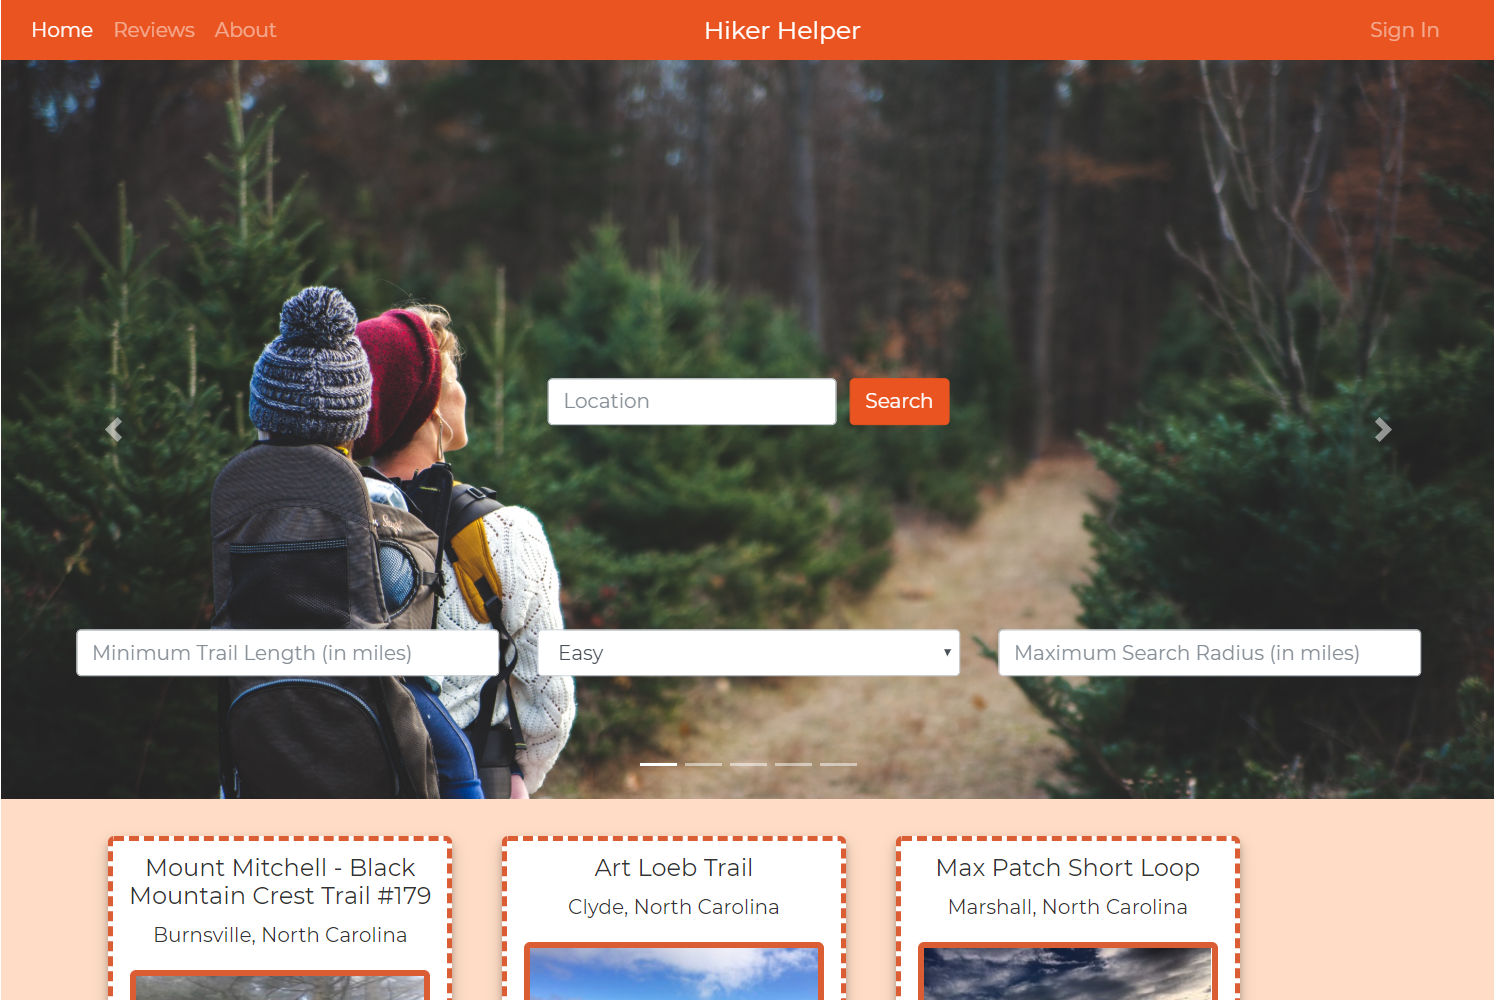 Home Reviews About Hiker Helper Sign In
Location Search
Minimum Trail Length (in miles) Easy Maximum Search Radius (in miles)
Mount Mitchell - Black
Mountain Crest Trail #179
Burnsville, North Carolina
Art Loeb Trail
Clyde, North Carolina
Max Patch Short Loop
Marshall, North Carolina